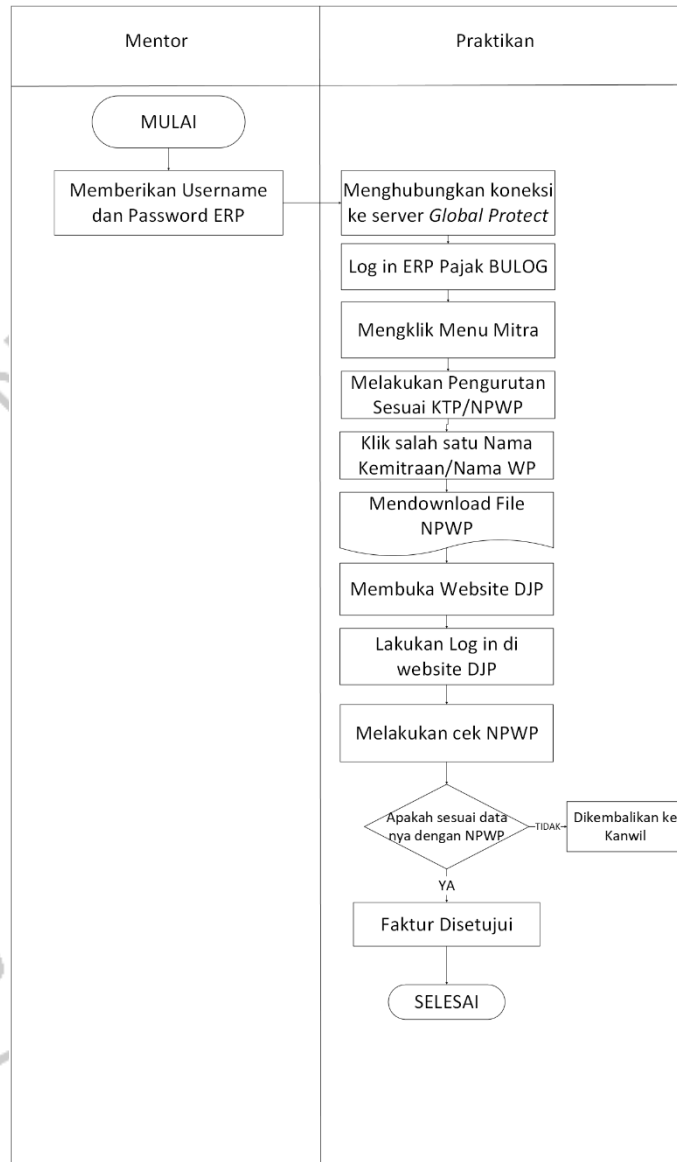 Mentor
Praktikan
MULAI
Memberikan Username
dan Password ERP
Menghubungkan koneksi
ke server Global Protect
Log in ERP Pajak BULOG
Mengklik Menu Mitra
Melakukan Pengurutan
Sesuai KTP/NPWP
Klik salah satu Nama
Kemitraan/Nama WP
Mendownload File
NPWP
Membuka Website DJP
Lakukan Log in di
website DJP
Melakukan cek NPWP
Apakah sesuai data
nya dengan NPWP
TIDAK
Dikembalikan ke
Kanwil
YA
Faktur Disetujui
SELESAI